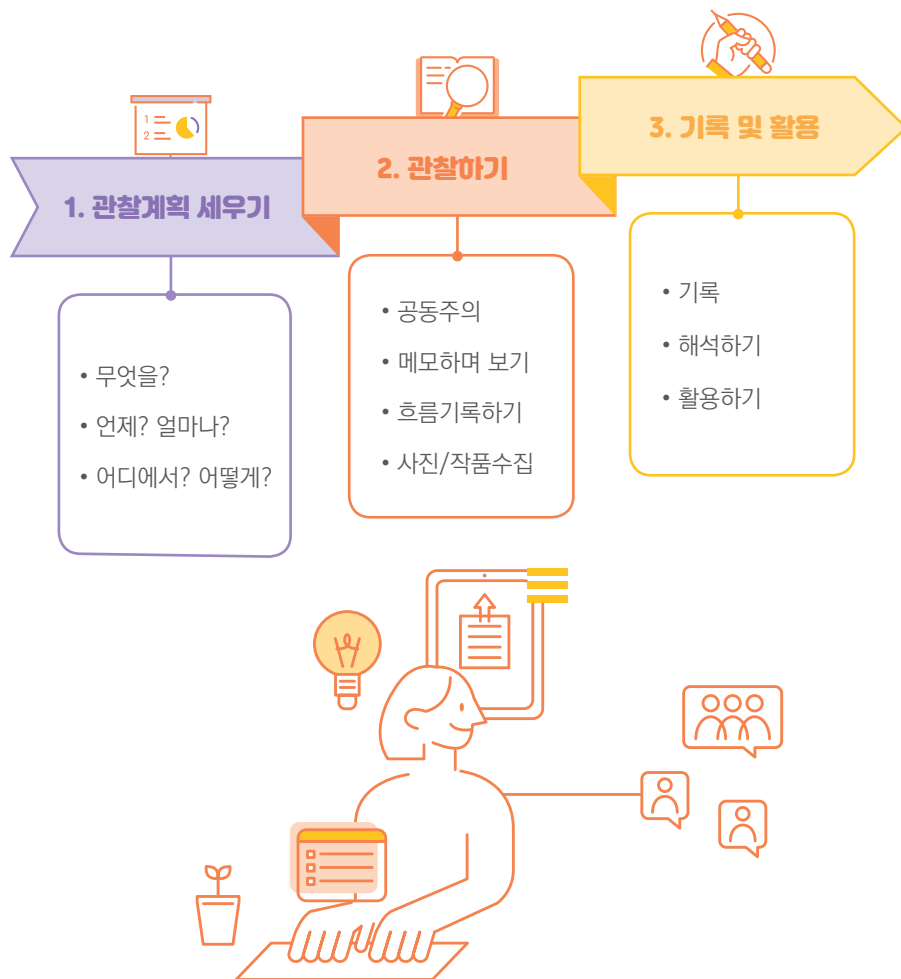 1
2
1. 관찰계획 세우기
• 무엇을?
• 언제? 얼마나?
• 어디에서? 어떻게?
2. 관찰하기
• 공동주의
• 메모하며 보기
• 흐름기록하기
• 사진/작품수집
3. 기록 및 활용
• 기록
• 해석하기
• 활용하기